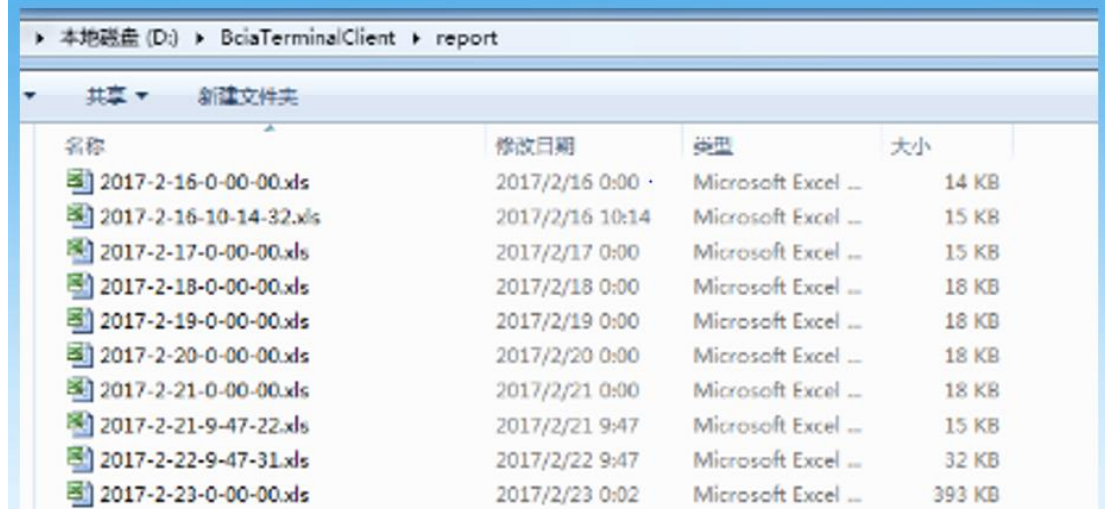 本地磁盘 (D:) ▸ BciaTerminalClient ▸ report
共享 新建文件夹
名称 修改日期 类型 大小
2017-2-16-0-00-00.xls 2017/2/16 0:00 Microsoft Excel ... 14 KB
2017-2-16-10-14-32.xls 2017/2/16 10:14 Microsoft Excel ... 15 KB
2017-2-17-0-00-00.xls 2017/2/17 0:00 Microsoft Excel ... 15 KB
2017-2-18-0-00-00.xls 2017/2/18 0:00 Microsoft Excel ... 18 KB
2017-2-19-0-00-00.xls 2017/2/19 0:00 Microsoft Excel ... 18 KB
2017-2-20-0-00-00.xls 2017/2/20 0:00 Microsoft Excel ... 18 KB
2017-2-21-0-00-00.xls 2017/2/21 0:00 Microsoft Excel ... 18 KB
2017-2-21-9-47-22.xls 2017/2/21 9:47 Microsoft Excel ... 15 KB
2017-2-22-9-47-31.xls 2017/2/22 9:47 Microsoft Excel ... 32 KB
2017-2-23-0-00-00.xls 2017/2/23 0:02 Microsoft Excel ... 393 KB